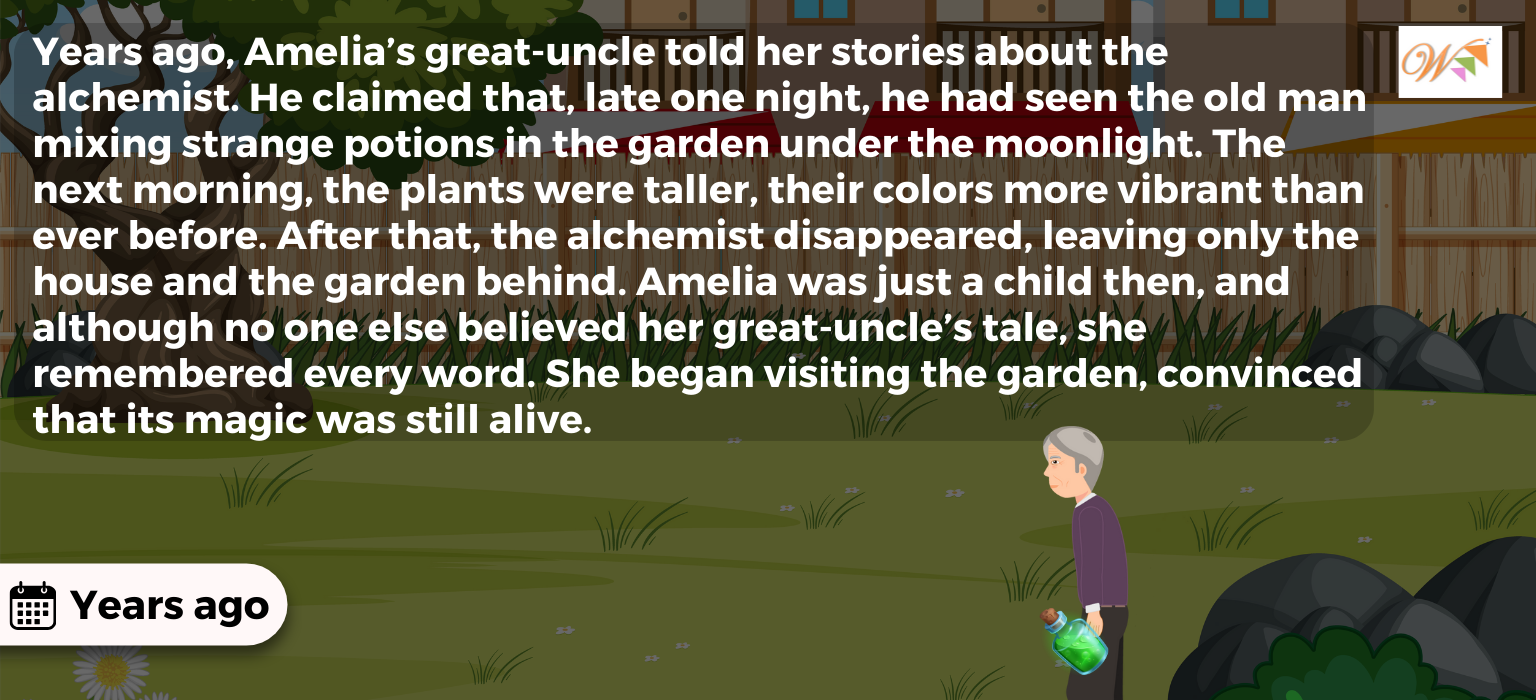 Years ago, Amelia’s great-uncle told her stories about the
alchemist. He claimed that, late one night, he had seen the old man
mixing strange potions in the garden under the moonlight. The
next morning, the plants were taller, their colors more vibrant than
ever before. After that, the alchemist disappeared, leaving only the
house and the garden behind. Amelia was just a child then, and
although no one else believed her great-uncle’s tale, she
remembered every word. She began visiting the garden, convinced
that its magic was still alive.
W
Years ago